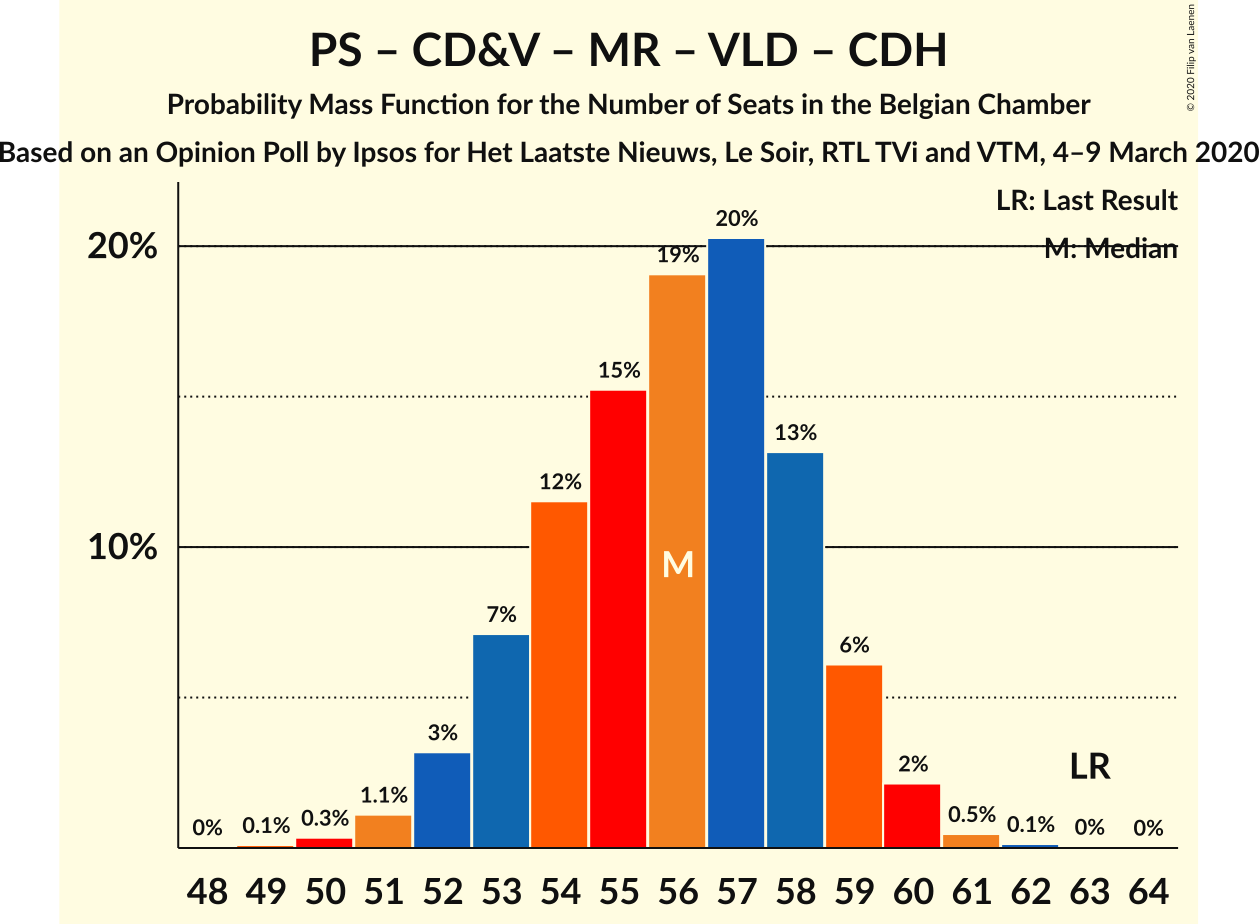 PS – CD&V – MR – VLD – CDH
Probability Mass Function for the Number of Seats in the Belgian Chamber
Based on an Opinion Poll by Ipsos for Het Laatste Nieuws, Le Soir, RTL TVi and VTM, 4–9 March 2020
© 2020 Filip van Laenen
LR: Last Result
M: Median
20%
10%
0% 0.1% 0.3% 1.1% 3% 7% 12% 15% 19% 20% 13% 6% 2% 0.5% 0.1% 0% 0%
M
LR
48 49 50 51 52 53 54 55 56 57 58 59 60 61 62 63 64